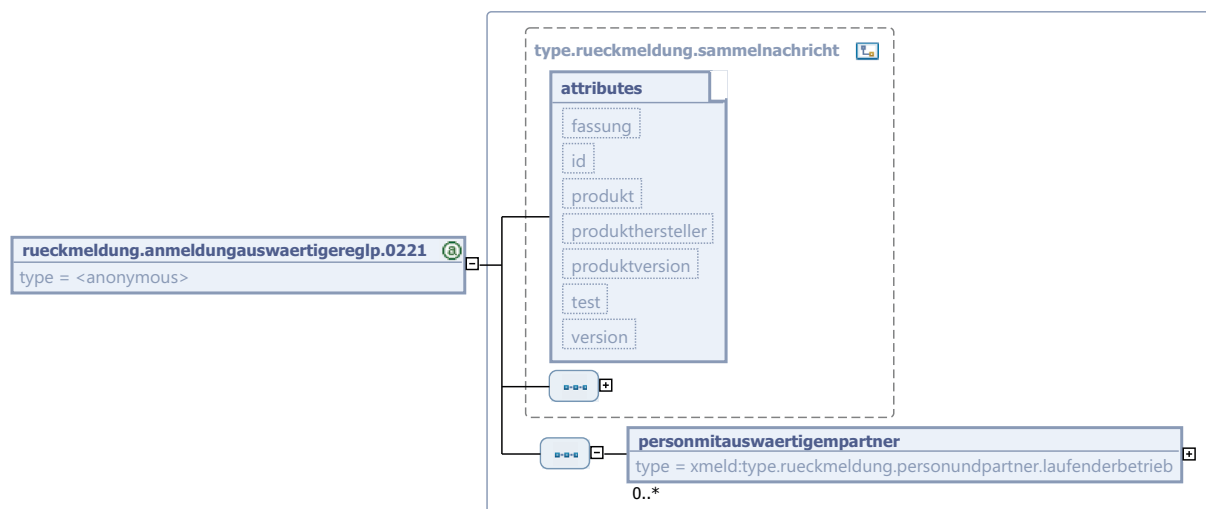 type.rueckmeldung.sammelnachricht
attributes
fassung
id
produkt
produkthersteller
produktversion
test
version
rueckmeldung.anmeldungauswaertigereglp.0221 @
type = <anonymous>
personmitauswaertigempartner
type = xmeld:type.rueckmeldung.personundpartner.laufenderbetrieb
0..*